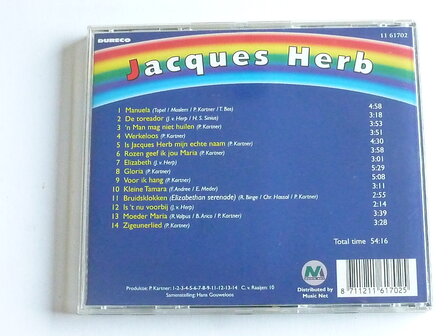 DURECO
11 61702
Jacques Herb
1 Manuela (Topel / Maslem / P. Kartner / T. Bes) 4:58
2 De toreador (J. v. Herp / H. S. Sinius) 3:18
3 'n Man mag niet huilen (P. Kartner) 3:53
4 Werkeloos (P. Kartner) 3:51
5 Is Jacques Herb mijn echte naam (P. Kartner) 4:30
6 Rozen geef ik jou Maria (P. Kartner) 3:58
7 Elizabeth (J. v. Herp) 3:01
8 Gloria (P. Kartner) 5:29
9 Voor ik hang (P. Kartner) 5:08
10 Kleine Tamara (F. Andree / E. Meder) 3:11
11 Bruidsklokken (Elizabethan serenade) (R. Binge / Chr. Hassal / P. Kartner) 2:55
12 Is 't nu voorbij (J. v. Herp) 2:14
13 Moeder Maria (R. Valpus / B. Arico / P. Kartner) 3:39
14 Zigeunerlied (P. Kartner) 3:28
Total time 54:16
Produktie: P. Kartner: 1-2-3-4-5-6-7-8-9-11-12-13-14 C. v. Raaijen: 10
Samenstelling: Hans Gouweloos
Distributed by
Music Net
8 711211 617025